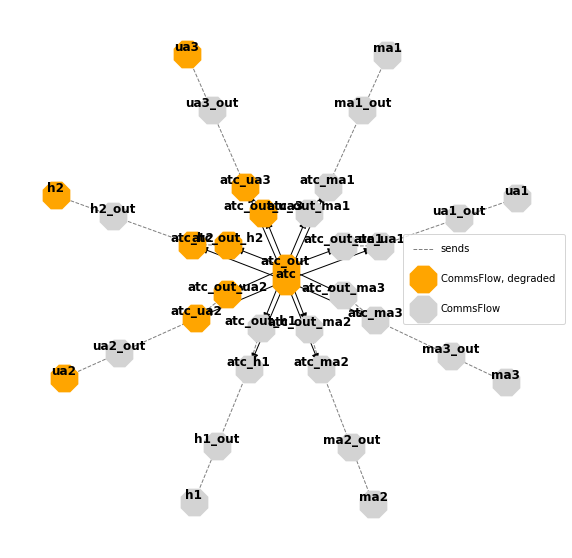 ua3
ma1
ua3_out
ma1_out
atc_ua3
atc_ma1
h2
ua1
atc_out_ua3
atc_out_ma1
h2_out
ua1_out
atc_h2
atc_out_h2
atc_out_ua1
atc_ua1
sends
atc_out
atc
CommsFlow, degraded
atc_out_ua2
atc_out_ma3
CommsFlow
atc_ua2
atc_ma3
atc_out_h1
atc_out_ma2
ua2_out
ma3_out
atc_h1
atc_ma2
ua2
ma3
h1_out
ma2_out
h1
ma2